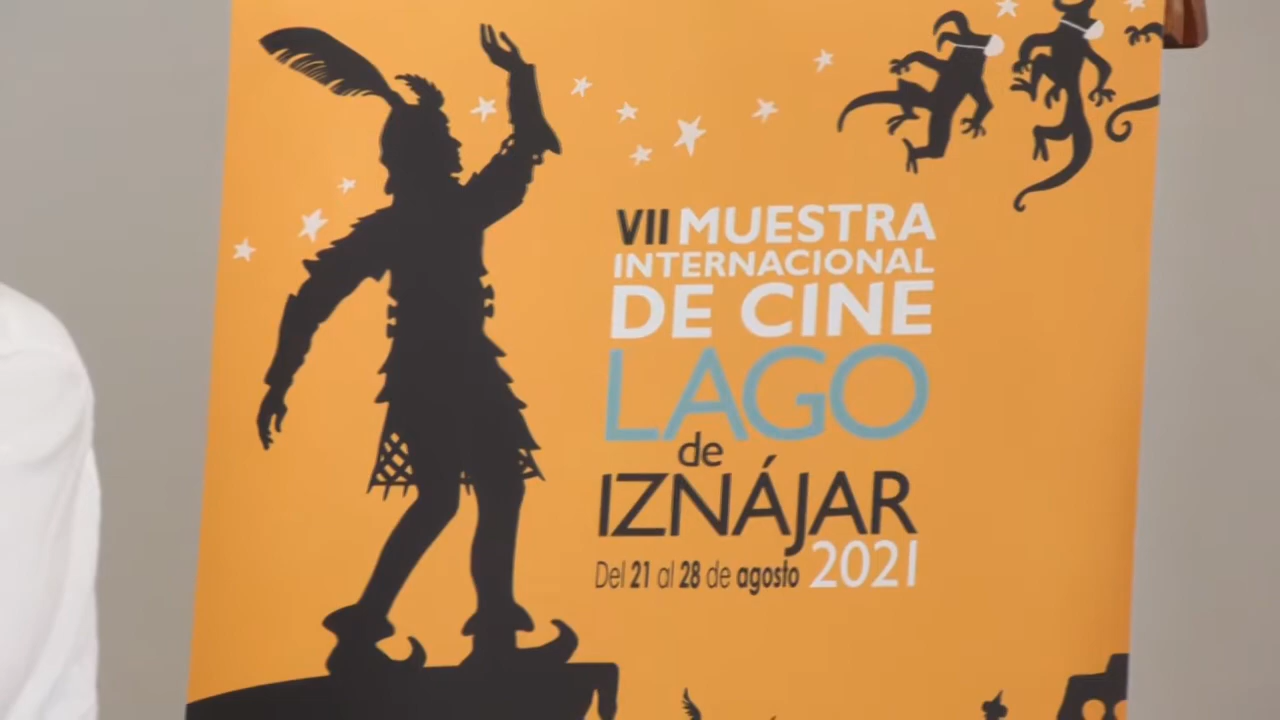 VII MUESTRA
INTERNACIONAL
DE CINE
LAGO
de
IZNÁJAR
Del 21 al 28 de agosto 2021